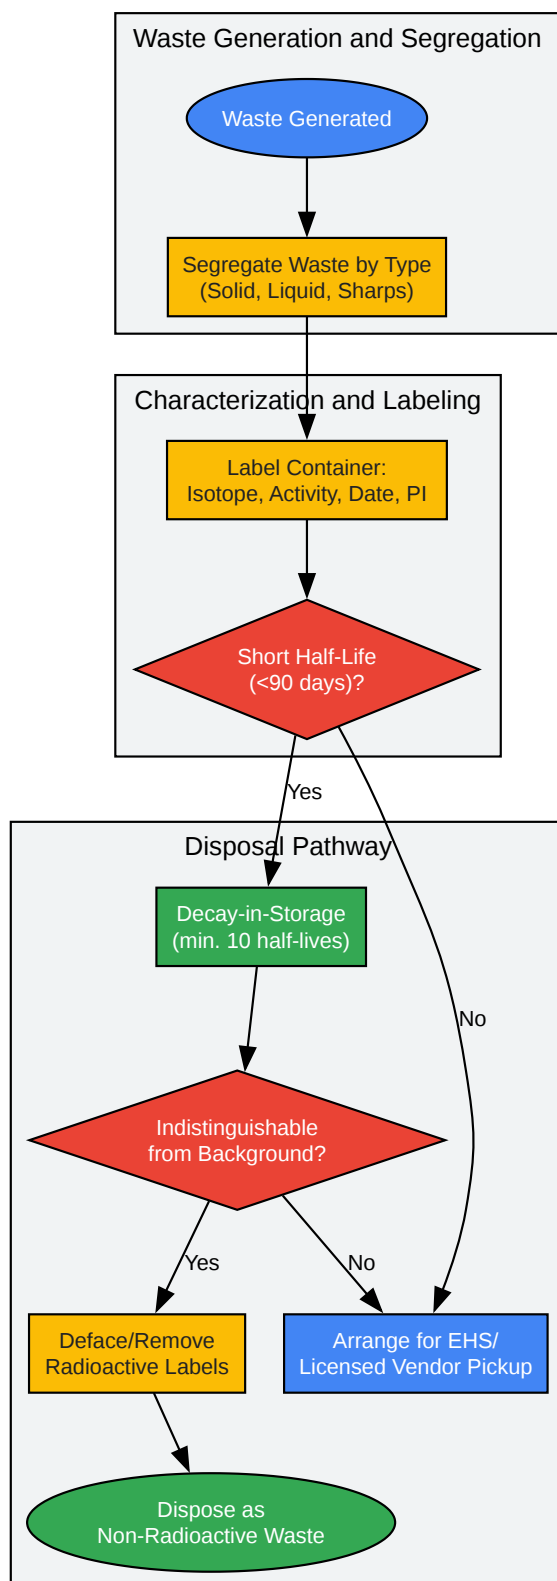 Waste Generation and Segregation
Waste Generated
Segregate Waste by Type
(Solid, Liquid, Sharps)
Characterization and Labeling
Label Container:
Isotope, Activity, Date, PI
Short Half-Life
(<90 days)?
Yes
Disposal Pathway
Decay-in-Storage
(min. 10 half-lives)
No
Indistinguishable
from Background?
Yes
No
Deface/Remove
Radioactive Labels
Arrange for EHS/
Licensed Vendor Pickup
Dispose as
Non-Radioactive Waste